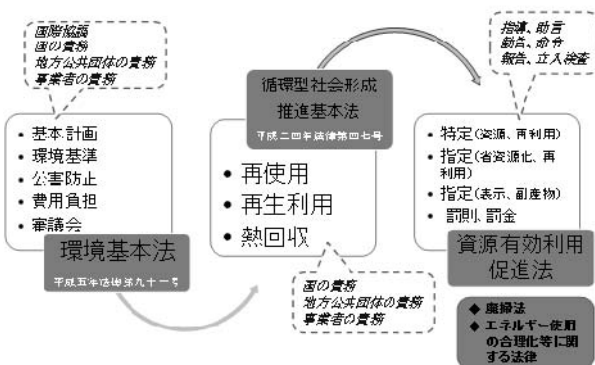 国際協議
国の責務
地方公共団体の責務
事業者の責務
• 基本計画
• 環境基準
• 公害防止
• 費用負担
• 審議会
環境基本法
平成五年法律第九十一号
循環型社会形成
推進基本法
平成二四年法律第四七号
• 再使用
• 再生利用
• 熱回収
国の責務
地方公共団体の責務
事業者の責務
指導、助言
勧告、命令
報告、立入検査
• 特定(資源、再利用)
• 指定(省資源化、再
利用)
• 指定(表示、副産物)
• 罰則、罰金
資源有効利用
促進法
◆ 廃掃法
◆ エネルギー使用
の合理化等に関
する法律